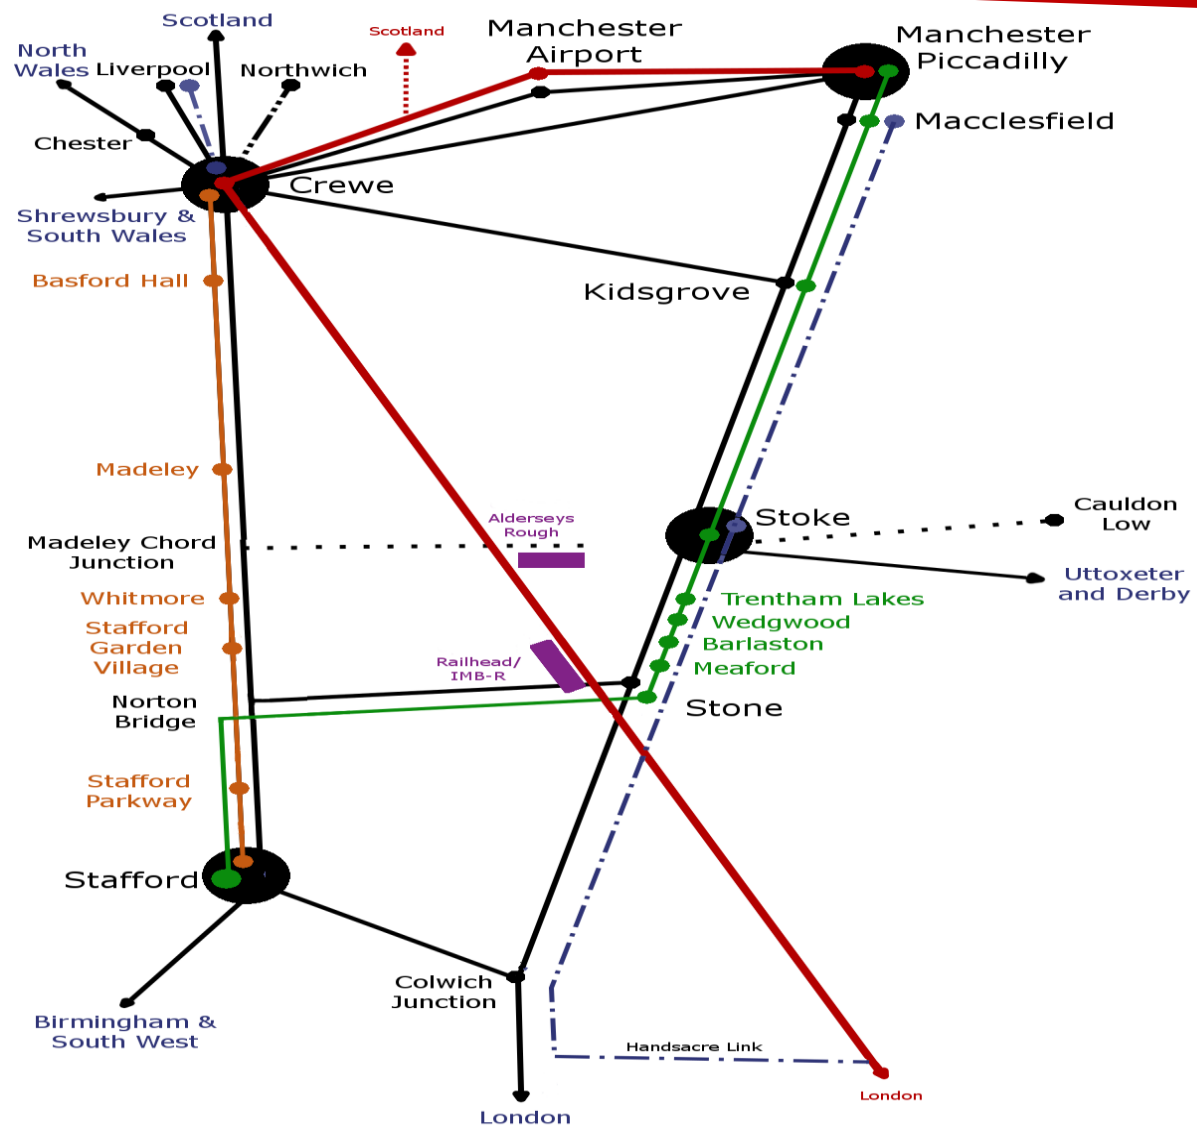 Scotland
Scotland
Manchester
Airport
Manchester
Piccadilly
North
Wales
Liverpool
Northwich
Chester
Macclesfield
Crewe
Shrewsbury &
South Wales
Basford Hall
Kidsgrove
Madeley
Alderseys
Rough
Stoke
Cauldon
Low
Madeley Chord
Junction
Uttoxeter
and Derby
Whitmore
Trentham Lakes
Stafford
Garden
Village
Wedgwood
Barlaston
Railhead/
IMB-R
Meaford
Norton
Bridge
Stone
Stafford
Parkway
Stafford
Colwich
Junction
Birmingham &
South West
Handsacre Link
London
London